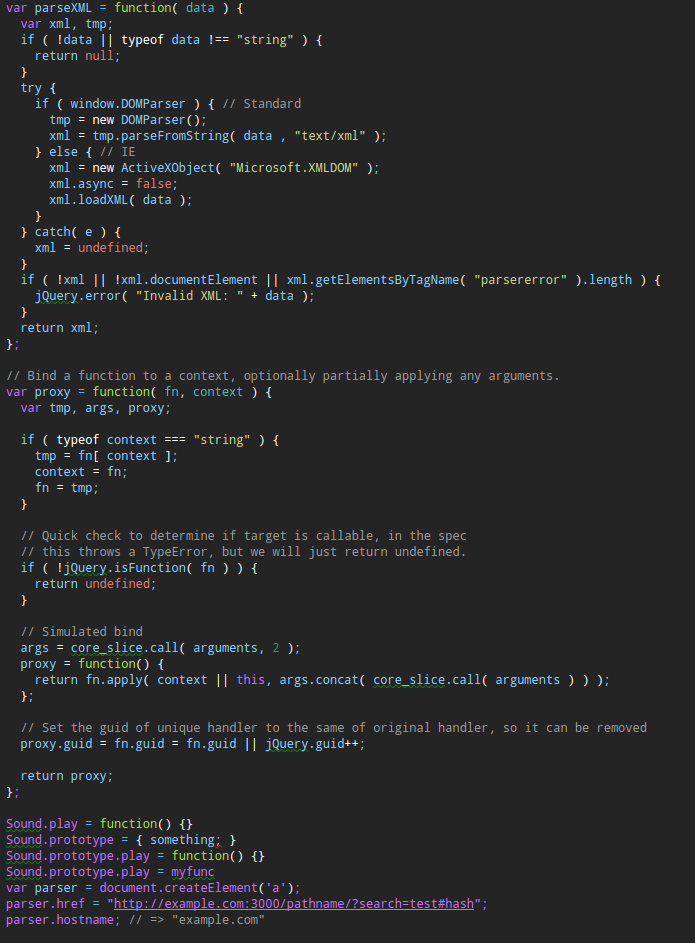 var parseXML = function( data ) {
  var xml, tmp;
  if ( !data || typeof data !== "string" ) {
    return null;
  }
  try {
    if ( window.DOMParser ) { // Standard
      tmp = new DOMParser();
      xml = tmp.parseFromString( data , "text/xml" );
    } else { // IE
      xml = new ActiveXObject( "Microsoft.XMLDOM" );
      xml.async = false;
      xml.loadXML( data );
    }
  } catch( e ) {
    xml = undefined;
  }
  if ( !xml || !xml.documentElement || xml.getElementsByTagName( "parsererror" ).length ) {
    jQuery.error( "Invalid XML: " + data );
  }
  return xml;
};

// Bind a function to a context, optionally partially applying any arguments.
var proxy = function( fn, context ) {
  var tmp, args, proxy;

  if ( typeof context === "string" ) {
    tmp = fn[ context ];
    context = fn;
    fn = tmp;
  }

  // Quick check to determine if target is callable, in the spec
  // this throws a TypeError, but we will just return undefined.
  if ( !jQuery.isFunction( fn ) ) {
    return undefined;
  }

  // Simulated bind
  args = core_slice.call( arguments, 2 );
  proxy = function() {
    return fn.apply( context || this, args.concat( core_slice.call( arguments ) ) );
  };

  // Set the guid of unique handler to the same of original handler, so it can be removed
  proxy.guid = fn.guid = fn.guid || jQuery.guid++;

  return proxy;
};

Sound.play = function() {}
Sound.prototype = { something; }
Sound.prototype.play = function() {}
Sound.prototype.play = myfunc
var parser = document.createElement('a');
parser.href = "http://example.com:3000/pathname/?search=test#hash";
parser.hostname; // => "example.com"